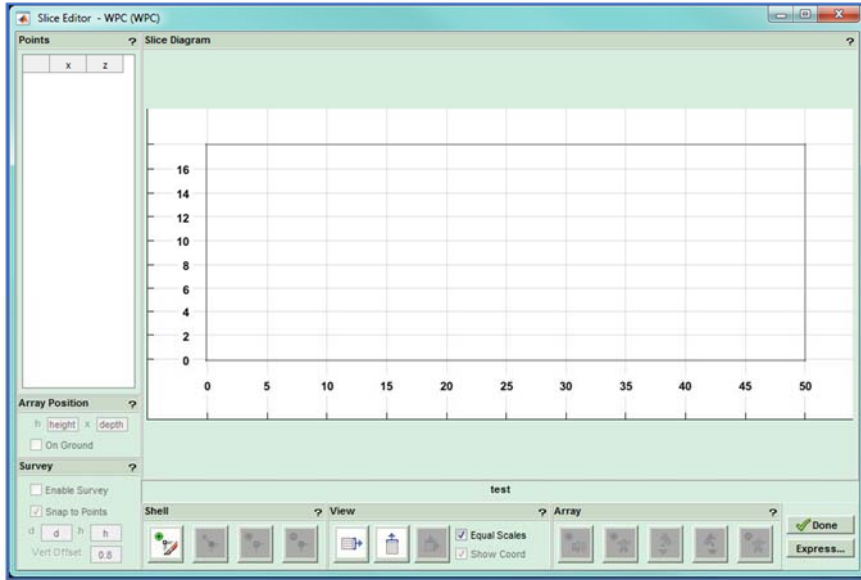 Slice Editor - WPC (WPC)
Points ?
x z
Slice Diagram ?
16
14
12
10
8
6
4
2
0
0 5 10 15 20 25 30 35 40 45 50
Array Position ?
h height x depth
On Ground
Survey ?
Enable Survey
Snap to Points
d d h h
Vert Offset 0.8
test
Shell ?
View ?
Equal Scales
Show Coord
Array ?
Done
Express...